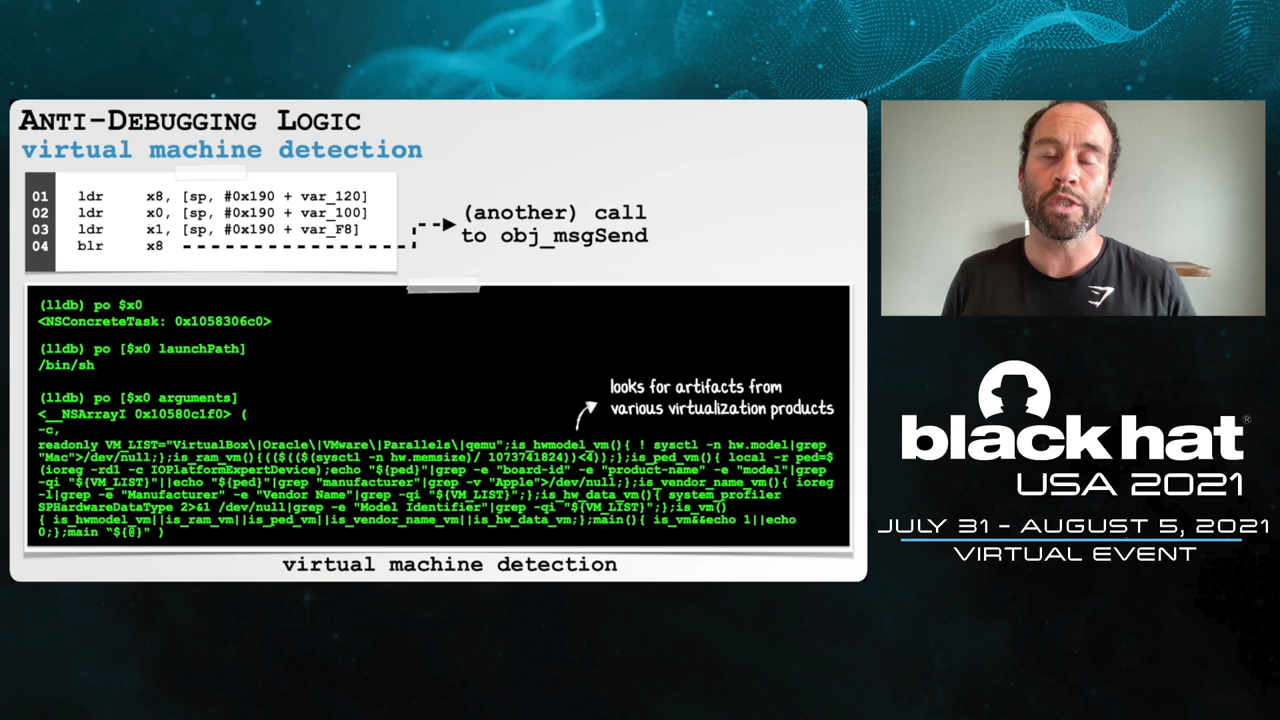 ANTI-DEBUGGING LOGIC
virtual machine detection
01 ldr x8, [sp, #0x190 + var_120]
02 ldr x0, [sp, #0x190 + var_100]
03 ldr x1, [sp, #0x190 + var_F8]
04 blr x8
(another) call
to obj_msgSend
(lldb) po $x0
<NSConcreteTask: 0x1058306c0>
(lldb) po [$x0 launchPath]
/bin/sh
looks for artifacts from
various virtualization products
(lldb) po [$x0 arguments]
<__NSArrayI 0x10580c1f0> (
-c,
readonly VM_LIST="VirtualBox\|Oracle\|VMware\|Parallels\|qemu";is_hwmodel_vm(){ ! sysctl -n hw.model|grep
"Mac">/dev/null;};is_ram_vm(){(($(($(sysctl -n hw.memsize)/ 1073741824))<4));};is_ped_vm(){ local -r ped=$
(ioreg -rd1 -c IOPlatformExpertDevice);echo "${ped}"|grep -e "board-id" -e "product-name" -e "model"|grep
-qi "${VM_LIST}"||echo "${ped}"|grep "manufacturer"|grep -v "Apple">/dev/null;};is_vendor_name_vm(){ ioreg
-l|grep -e "Manufacturer" -e "Vendor Name"|grep -qi "${VM_LIST}";};is_hw_data_vm(){ system_profiler
SPHardwareDataType 2>&1 /dev/null|grep -e "Model Identifier"|grep -qi "${VM_LIST}";};is_vm()
{ is_hwmodel_vm||is_ram_vm||is_ped_vm||is_vendor_name_vm||is_hw_data_vm;};main(){ is_vm&&echo 1||echo
0;};main "${@}" )
virtual machine detection
black hat®
USA 2021
JULY 31 - AUGUST 5, 2021
VIRTUAL EVENT